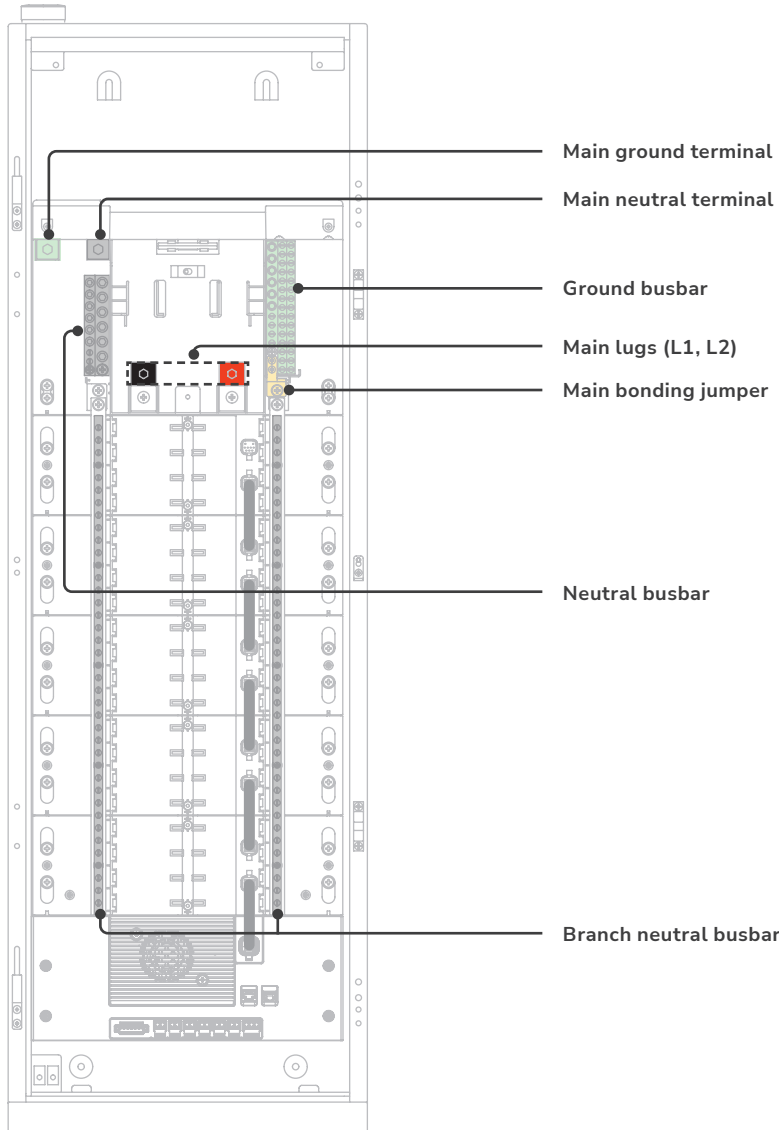 Main ground terminal
Main neutral terminal
Ground busbar
Main lugs (L1, L2)
Main bonding jumper
Neutral busbar
Branch neutral busbar